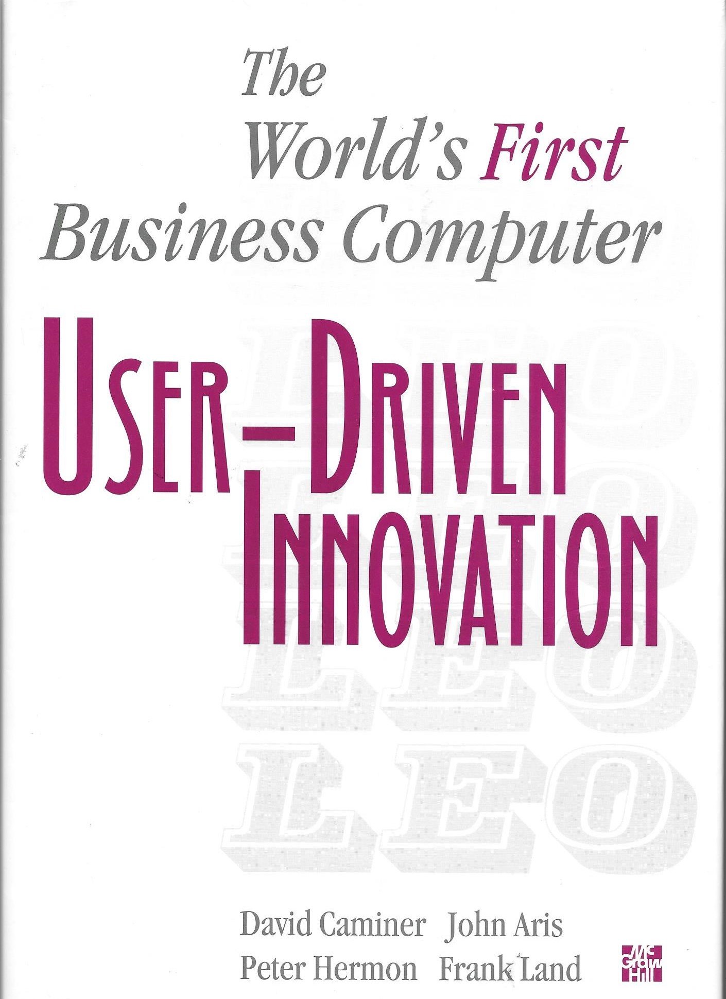 The
World's First
Business Computer
USER-DRIVEN
INNOVATION
LEO
LEO
LEO
LEO
David Caminer John Aris
Peter Hermon Frank Land
Mc
Graw
Hill